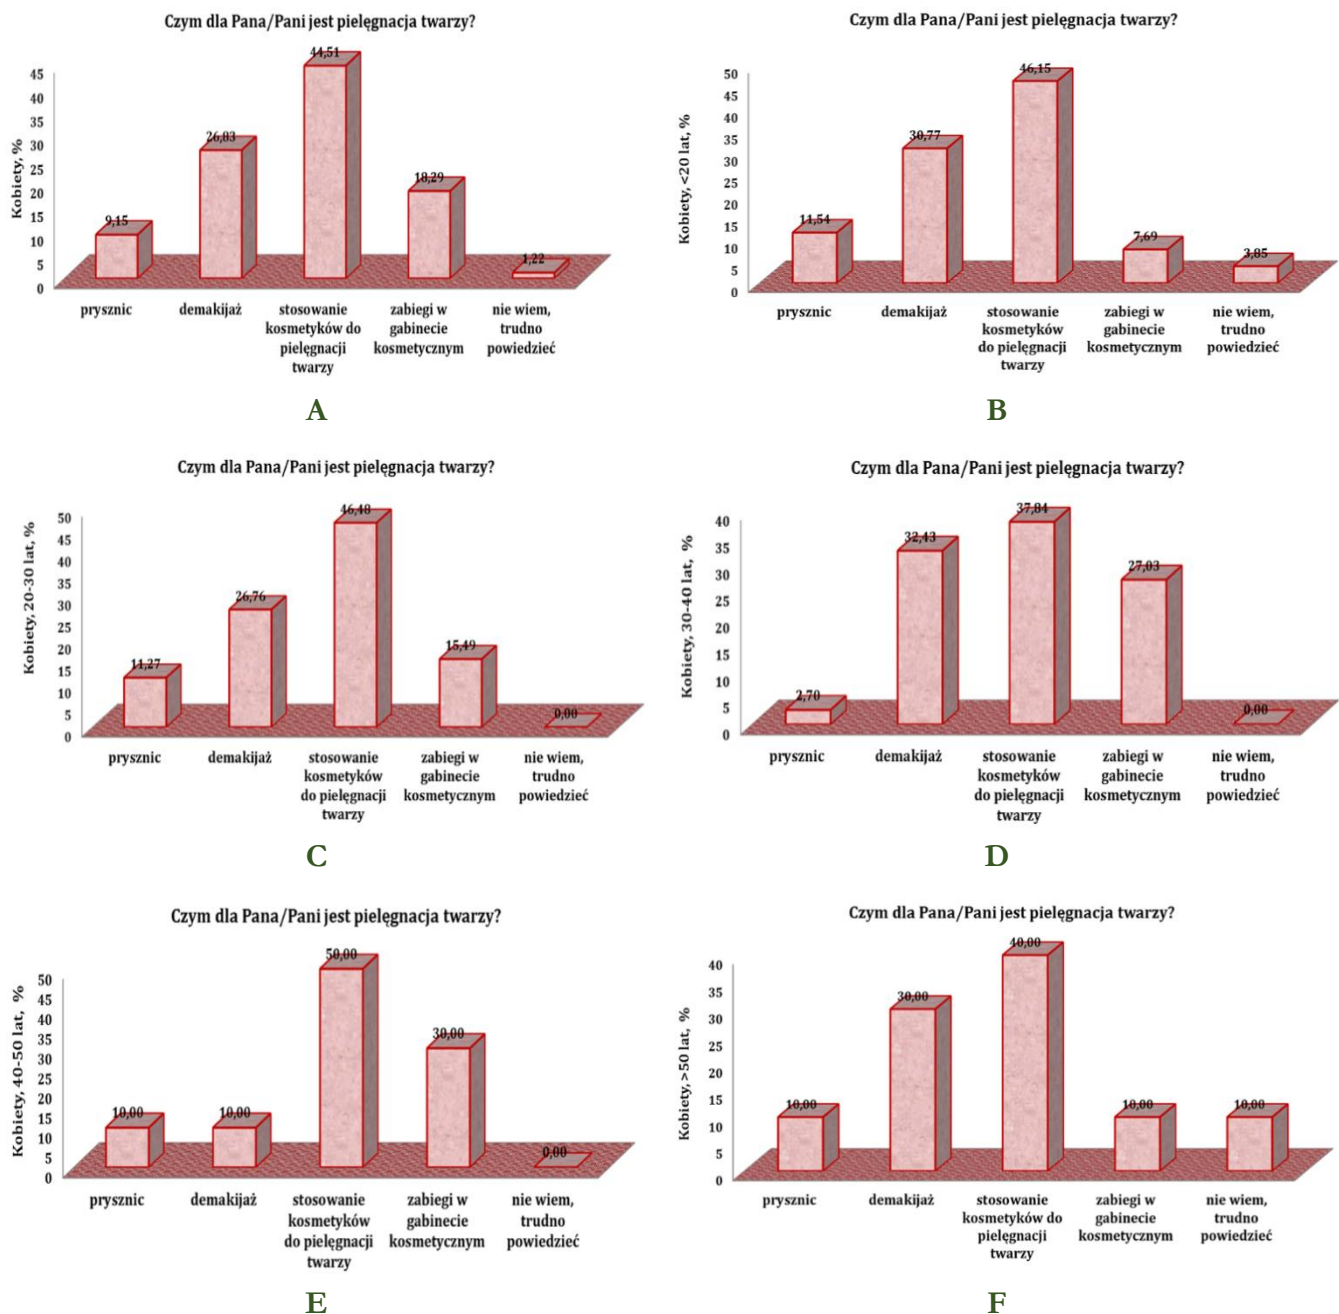 Czym dla Pana/Pani jest pielęgnacja twarzy?
Kobiety, %
45
40
35
30
25
20
15
10
5
0
9,15
26,83
44,51
18,29
1,22
prysznic
demakijaż
stosowanie
kosmetyków do
pielęgnacji
twarzy
zabiegi w
gabinecie
kosmetycznym
nie wiem,
trudno
powiedzieć
A
Czym dla Pana/Pani jest pielęgnacja twarzy?
Kobiety, <20 lat, %
50
45
40
35
30
25
20
15
10
5
0
11,54
30,77
46,15
7,69
3,85
prysznic
demakijaż
stosowanie
kosmetyków
do pielęgnacji
twarzy
zabiegi w
gabinecie
kosmetycznym
nie wiem,
trudno
powiedzieć
B
Czym dla Pana/Pani jest pielęgnacja twarzy?
Kobiety, 20-30 lat, %
50
45
40
35
30
25
20
15
10
5
0
11,27
26,76
46,48
15,49
0,00
prysznic
demakijaż
stosowanie
kosmetyków
do pielęgnacji
twarzy
zabiegi w
gabinecie
kosmetycznym
nie wiem,
trudno
powiedzieć
C
Czym dla Pana/Pani jest pielęgnacja twarzy?
Kobiety, 30-40 lat, %
40
35
30
25
20
15
10
5
0
2,70
32,43
37,84
27,03
0,00
prysznic
demakijaż
stosowanie
kosmetyków
do pielęgnacji
twarzy
zabiegi w
gabinecie
kosmetycznym
nie wiem,
trudno
powiedzieć
D
Czym dla Pana/Pani jest pielęgnacja twarzy?
Kobiety, 40-50 lat, %
50
45
40
35
30
25
20
15
10
5
0
10,00
10,00
50,00
30,00
0,00
prysznic
demakijaż
stosowanie
kosmetyków
do pielęgnacji
twarzy
zabiegi w
gabinecie
kosmetycznym
nie wiem,
trudno
powiedzieć
E
Czym dla Pana/Pani jest pielęgnacja twarzy?
Kobiety, >50 lat, %
40
35
30
25
20
15
10
5
0
10,00
30,00
40,00
10,00
10,00
prysznic
demakijaż
stosowanie
kosmetyków do
pielęgnacji
twarzy
zabiegi w
gabinecie
kosmetycznym
nie wiem,
trudno
powiedzieć
F